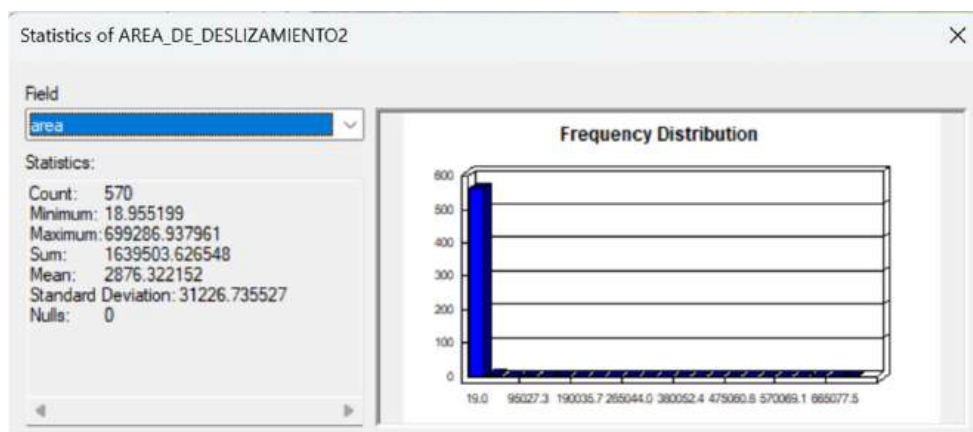 Statistics of AREA_DE_DESLIZAMIENTO2
Field
area
Statistics:
Count: 570
Minimum: 18.955199
Maximum: 699286.937961
Sum: 1639503.626548
Mean: 2876.322152
Standard Deviation: 31226.735527
Nulls: 0
Frequency Distribution
600
500
400
300
200
100
0
19.0 95027.3 190035.7 285044.0 380052.4 475060.8 570069.1 665077.5